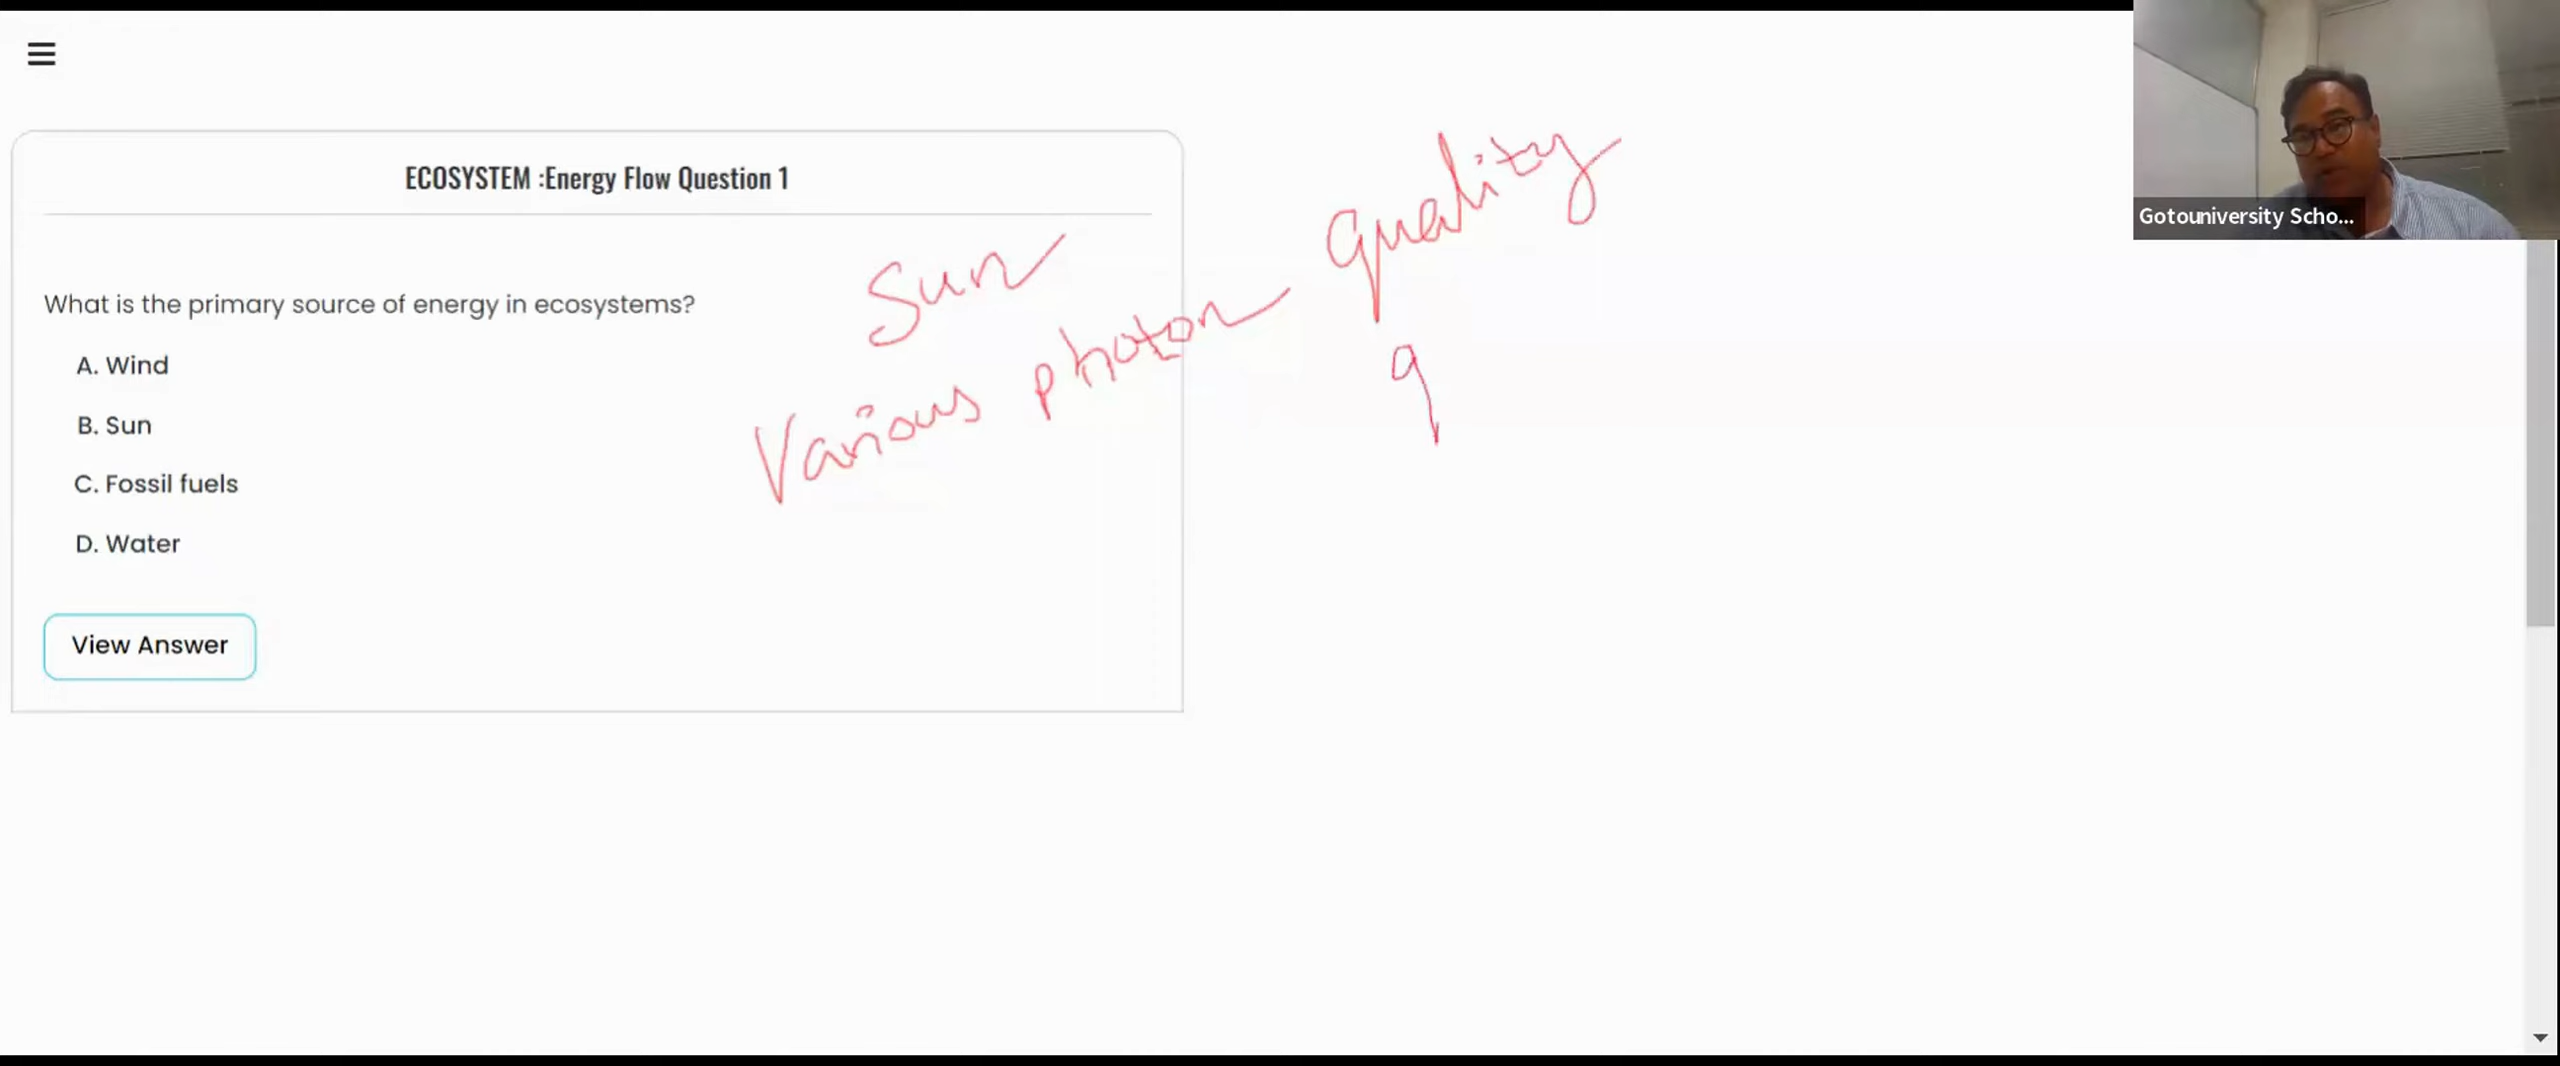 ECOSYSTEM :Energy Flow Question 1
What is the primary source of energy in ecosystems?
A. Wind
B. Sun
C. Fossil fuels
D. Water
View Answer
Sun
Various photon
quality
q
Gotouniversity Scho...